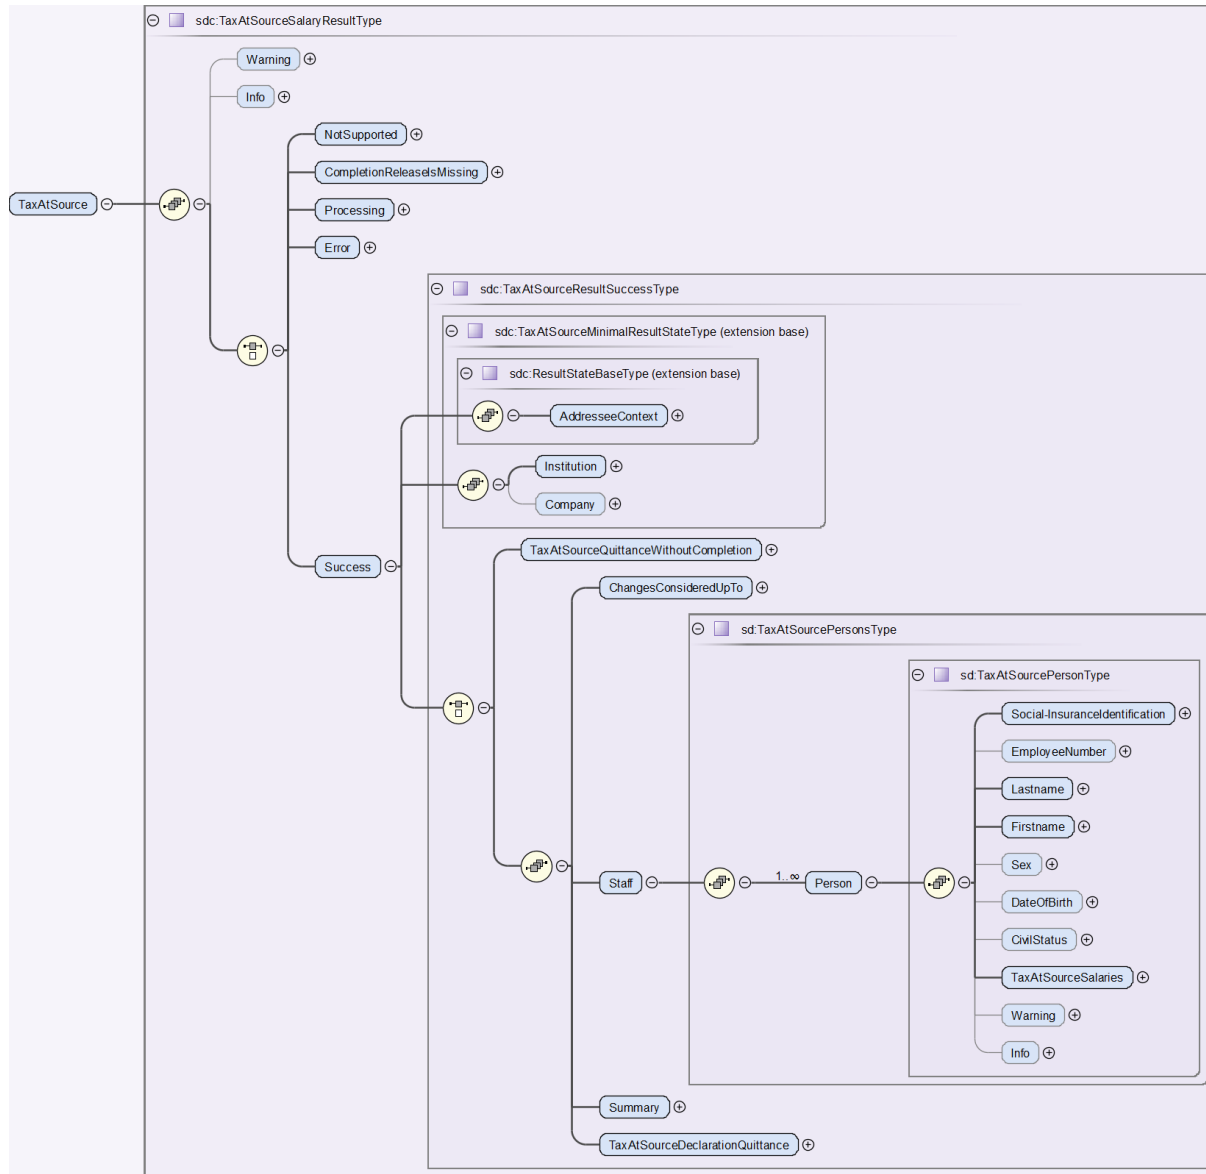 sdc:TaxAtSourceSalaryResultType
Warning
Info
NotSupported
CompletionReleaseIsMissing
TaxAtSource
Processing
Error
sdc:TaxAtSourceResultSuccessType
sdc:TaxAtSourceMinimalResultStateType (extension base)
sdc:ResultStateBaseType (extension base)
AddresseeContext
Institution
Company
TaxAtSourceQuittanceWithoutCompletion
Success
ChangesConsideredUpTo
sd:TaxAtSourcePersonsType
sd:TaxAtSourcePersonType
Social-InsuranceIdentification
EmployeeNumber
Lastname
Firstname
Sex
Staff
1..∞
Person
DateOfBirth
CivilStatus
TaxAtSourceSalaries
Warning
Info
Summary
TaxAtSourceDeclarationQuittance